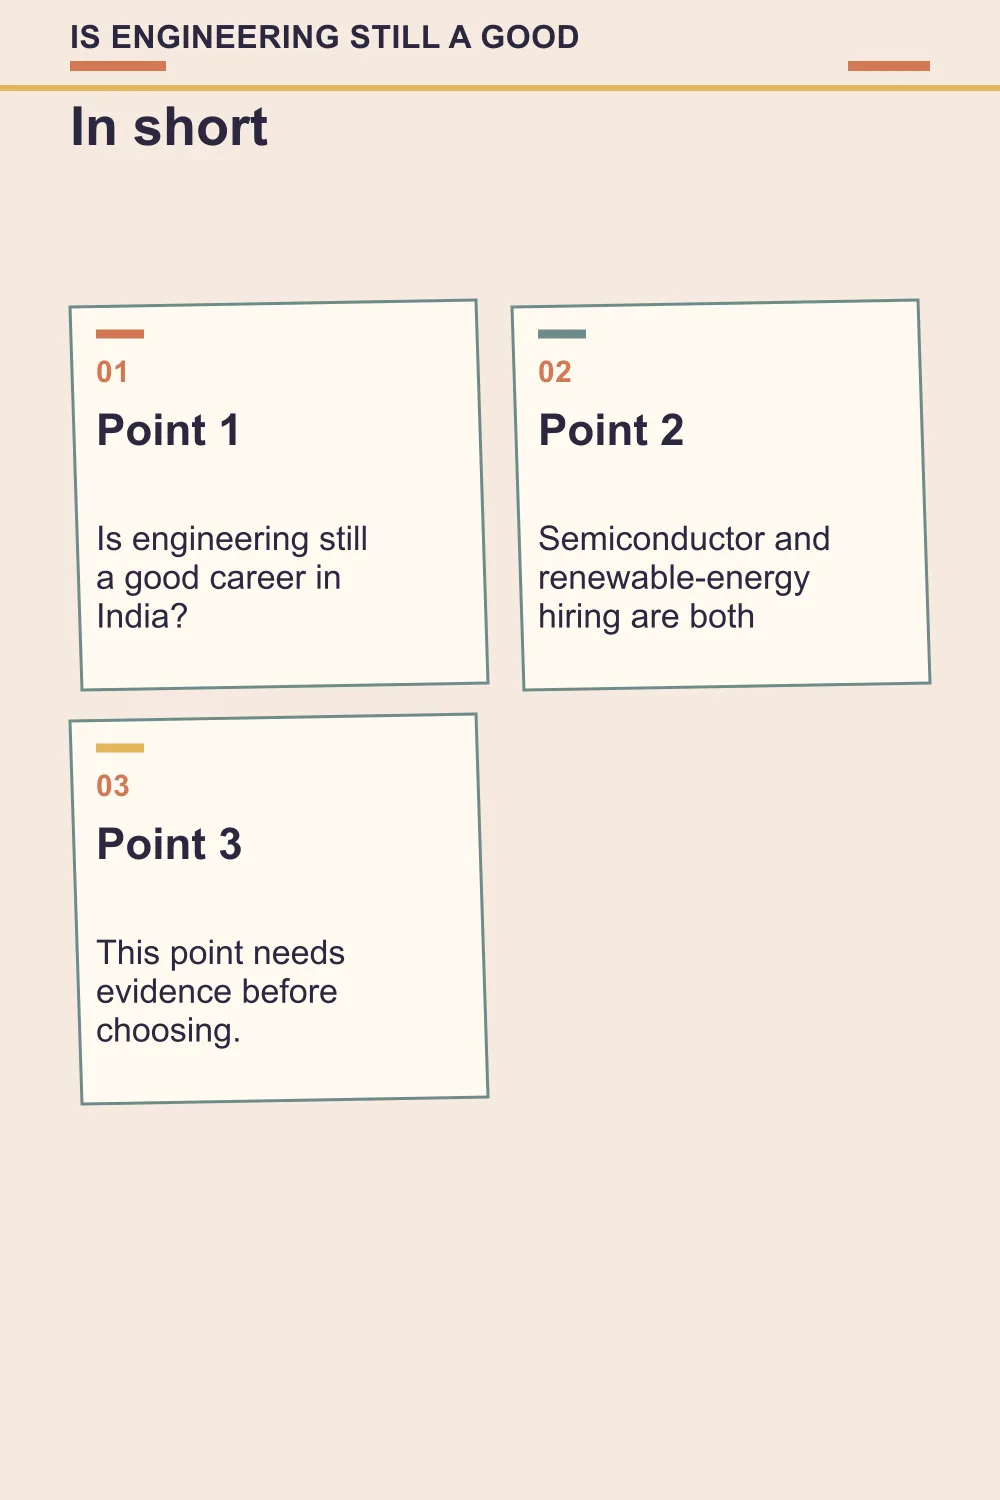 IS ENGINEERING STILL A GOOD
In short
01
Point 1
Is engineering still
a good career in
India?
02
Point 2
Semiconductor and
renewable-energy
hiring are both
03
Point 3
This point needs
evidence before
choosing.